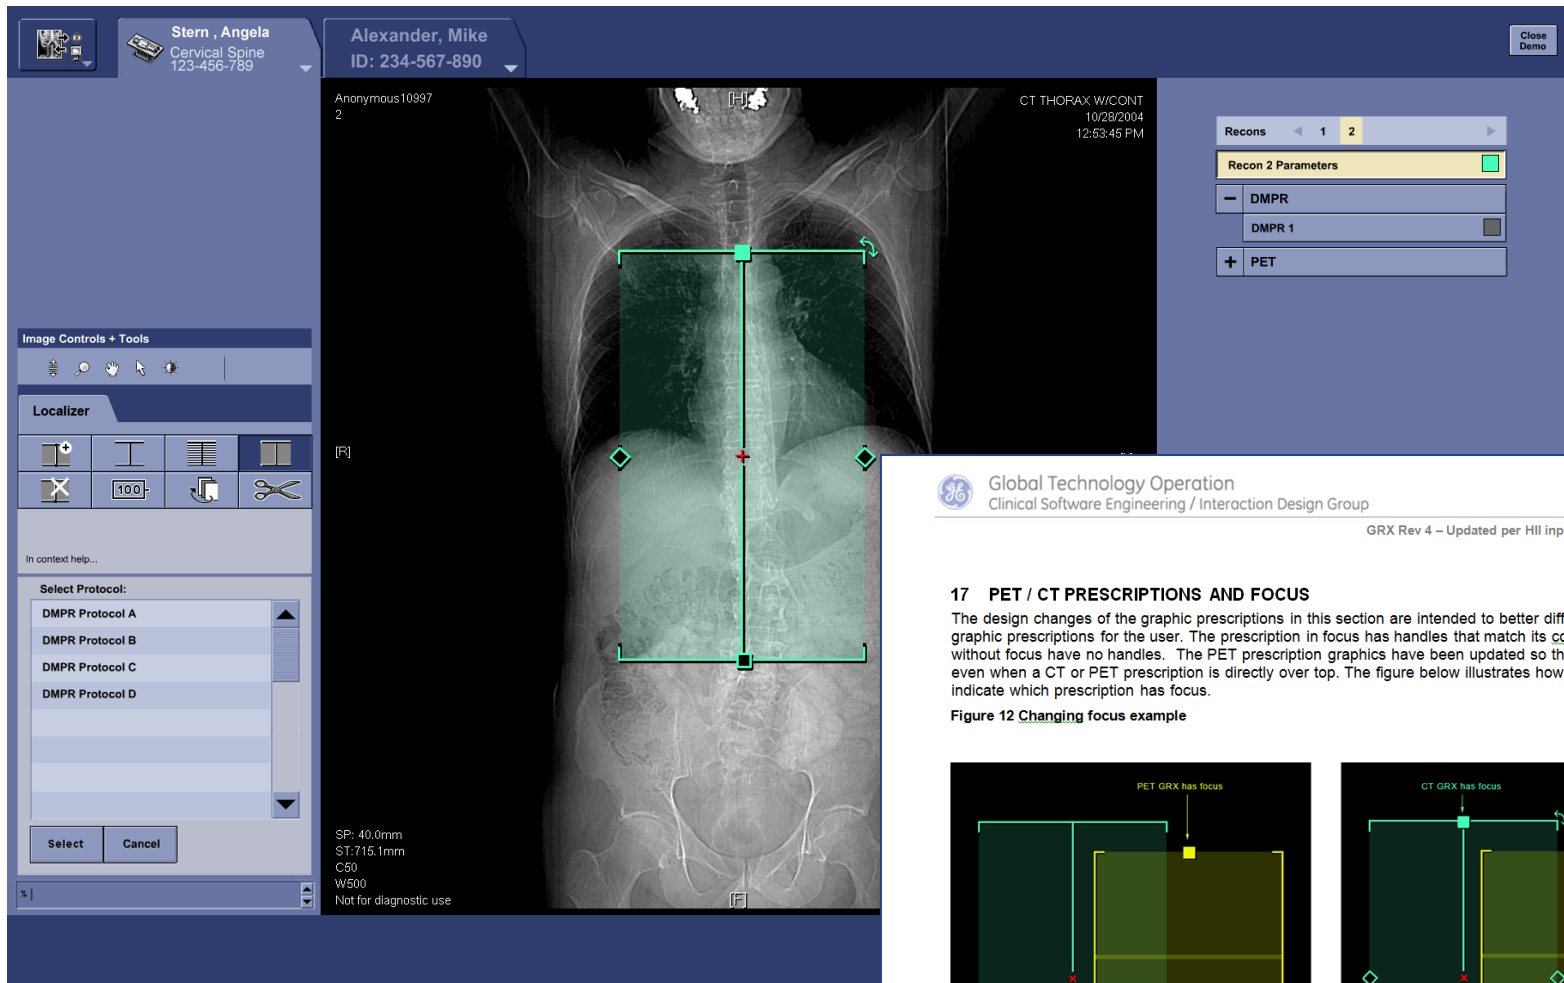 Stern , Angela
Cervical Spine
123-456-789
Alexander, Mike
ID: 234-567-890
Close
Demo
Anonymous10997
2
[H]
CT THORAX W/CONT
10/28/2004
12:53:45 PM
Recons 1 2
Recon 2 Parameters
DMPR
DMPR 1
PET
Image Controls + Tools
Localizer
100
[R]
In context help...
Select Protocol:
DMPR Protocol A
DMPR Protocol B
DMPR Protocol C
DMPR Protocol D
Select
Cancel
%
SP: 40.0mm
ST:715.1mm
C50
W500
Not for diagnostic use
[F]
GE
Global Technology Operation
Clinical Software Engineering / Interaction Design Group
GRX Rev 4 – Updated per HII inp
17 PET / CT PRESCRIPTIONS AND FOCUS
The design changes of the graphic prescriptions in this section are intended to better diff
graphic prescriptions for the user. The prescription in focus has handles that match its co
without focus have no handles. The PET prescription graphics have been updated so th
even when a CT or PET prescription is directly over top. The figure below illustrates how
indicate which prescription has focus.
Figure 12 Changing focus example
PET GRX has focus
CT GRX has focus